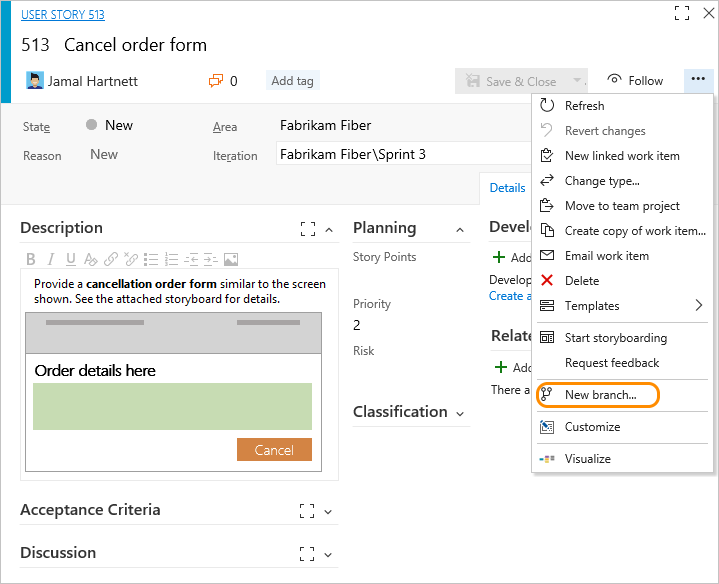 USER STORY 513
513 Cancel order form
Jamal Hartnett 0 Add tag Save & Close Follow ...
State New Area Fabrikam Fiber
Reason New Iteration Fabrikam Fiber\Sprint 3
Details
Description
B I U A
Provide a cancellation order form similar to the screen
shown. See the attached storyboard for details.
Order details here
Cancel
Acceptance Criteria
Discussion
Planning
Story Points
Priority
2
Risk
Classification
Add
Create a
There a
Refresh
Revert changes
New linked work item
Change type...
Move to team project
Create copy of work item...
Email work item
Delete
Templates
Start storyboarding
Request feedback
New branch...
Customize
Visualize